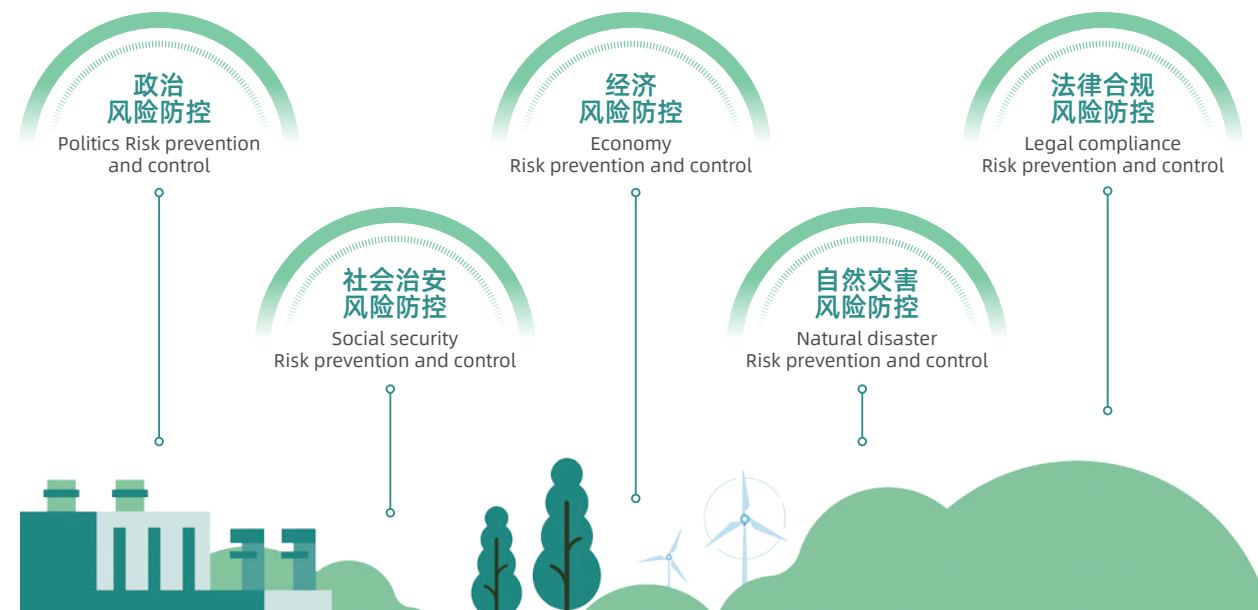 政治
风险防控
Politics Risk prevention
and control
社会治安
风险防控
Social security
Risk prevention and control
经济
风险防控
Economy
Risk prevention and control
自然灾害
风险防控
Natural disaster
Risk prevention and control
法律合规
风险防控
Legal compliance
Risk prevention and control